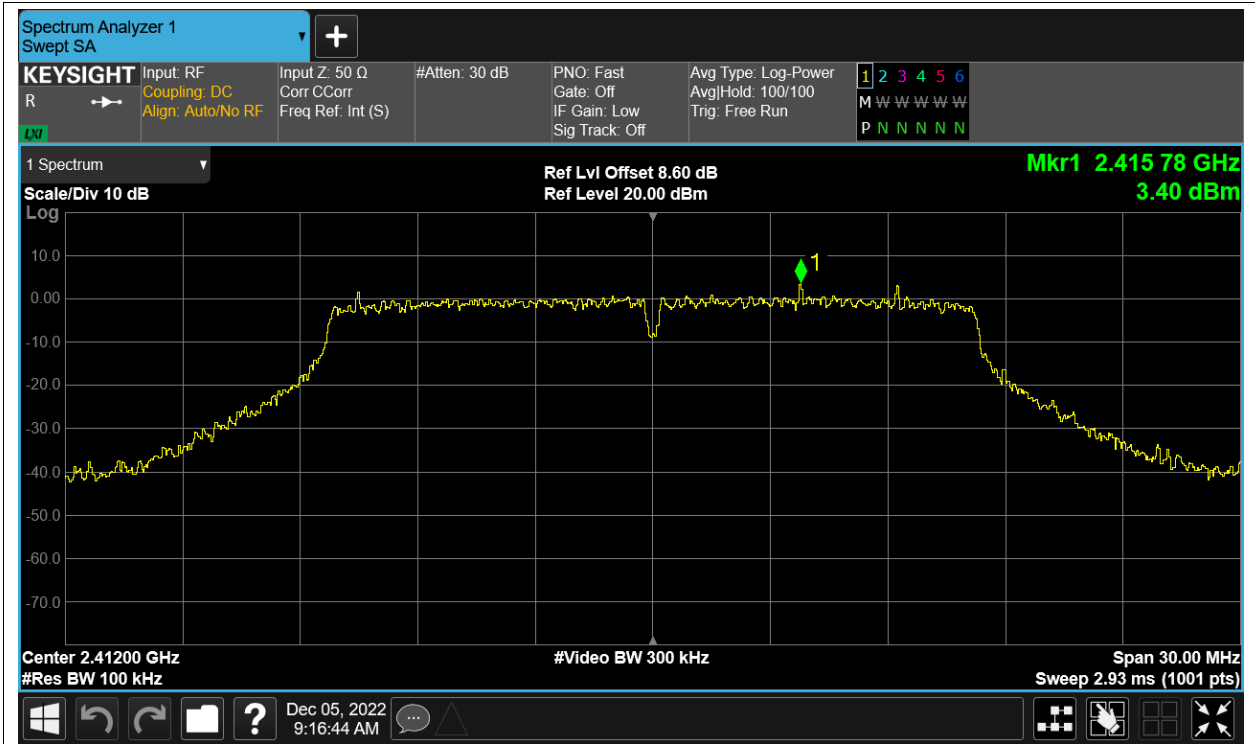 Spectrum Analyzer 1
Swept SA
KEYSIGHT
R
LXI
Input: RF
Coupling: DC
Align: Auto/No RF
Input Z: 50 Ω
Corr CCorr
Freq Ref: Int (S)
#Atten: 30 dB
PNO: Fast
Gate: Off
IF Gain: Low
Sig Track: Off
Avg Type: Log-Power
Avg|Hold: 100/100
Trig: Free Run
1 2 3 4 5 6
M W W W W W W
P N N N N N N
1 Spectrum
Scale/Div 10 dB
Log
Ref Lvl Offset 8.60 dB
Ref Level 20.00 dBm
Mkr1 2.415 78 GHz
3.40 dBm
1
10.0
0.00
-10.0
-20.0
-30.0
-40.0
-50.0
-60.0
-70.0
Center 2.41200 GHz
#Res BW 100 kHz
#Video BW 300 kHz
Span 30.00 MHz
Sweep 2.93 ms (1001 pts)
?
Dec 05, 2022
9:16:44 AM